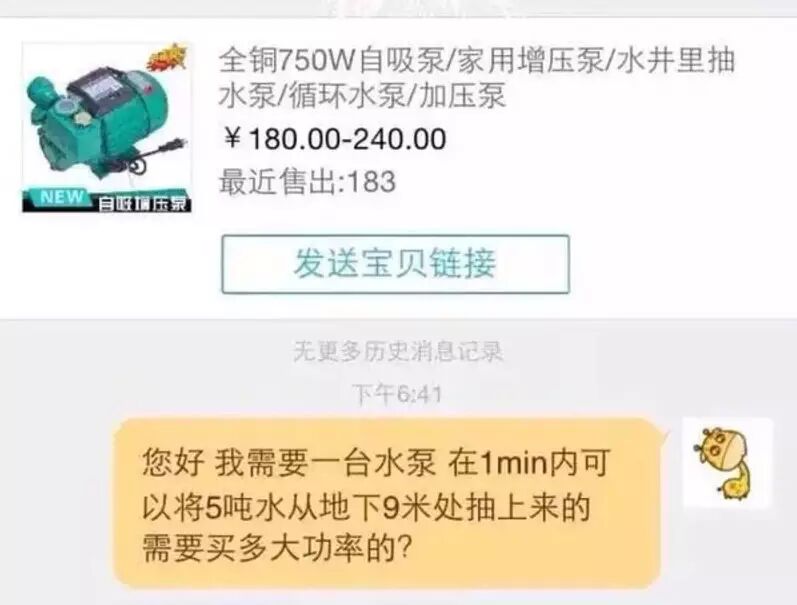 全铜750W自吸泵/家用增压泵/水井里抽
水泵/循环水泵/加压泵
￥180.00-240.00
最近售出:183
NEW
自吸增压泵
发送宝贝链接
无更多历史消息记录
下午6:41
您好 我需要一台水泵 在1min内可
以将5吨水从地下9米处抽上来的
需要买多大功率的?